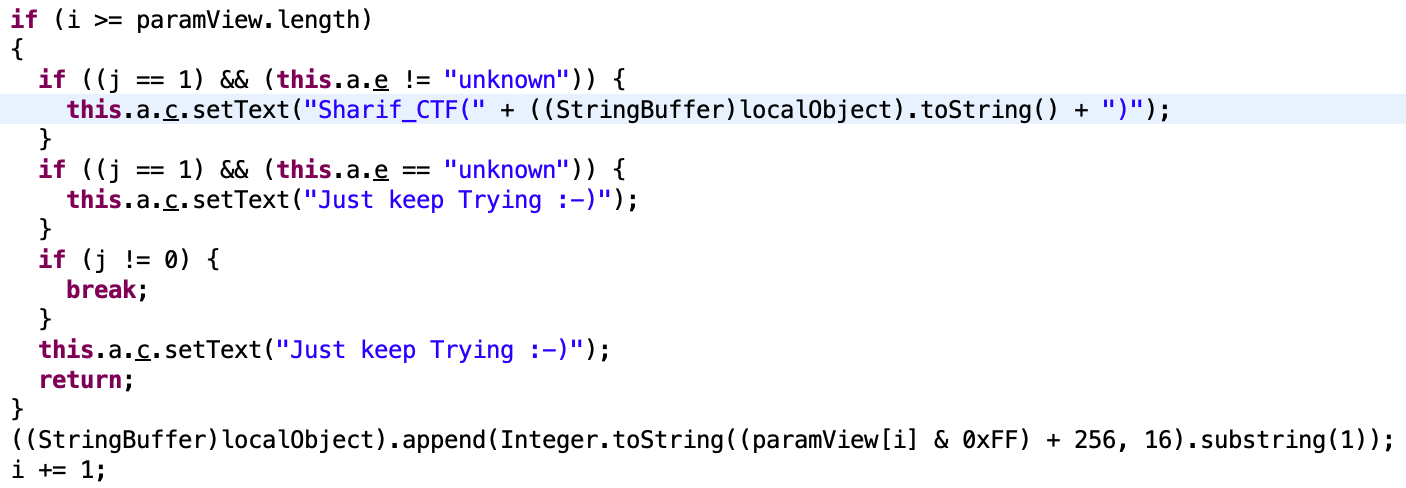 if (i >= paramView.length)
{
  if ((j == 1) && (this.a.e != "unknown")) {
    this.a.c.setText("Sharif_CTF(" + ((StringBuffer)localObject).toString() + ")");
  }
  if ((j == 1) && (this.a.e == "unknown")) {
    this.a.c.setText("Just keep Trying :-)");
  }
  if (j != 0) {
    break;
  }
  this.a.c.setText("Just keep Trying :-)");
  return;
}
((StringBuffer)localObject).append(Integer.toString((paramView[i] & 0xFF) + 256, 16).substring(1));
i += 1;